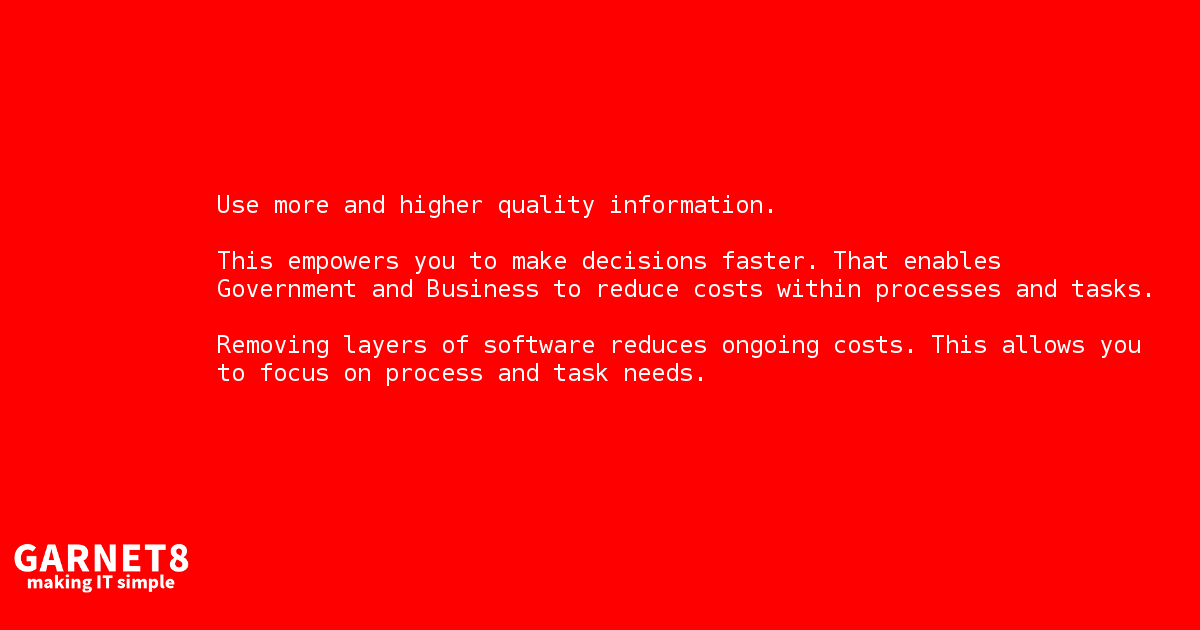 Use more and higher quality information.
This empowers you to make decisions faster. That enables
Government and Business to reduce costs within processes and tasks.
Removing layers of software reduces ongoing costs. This allows you
to focus on process and task needs.
GARNET8
making IT simple